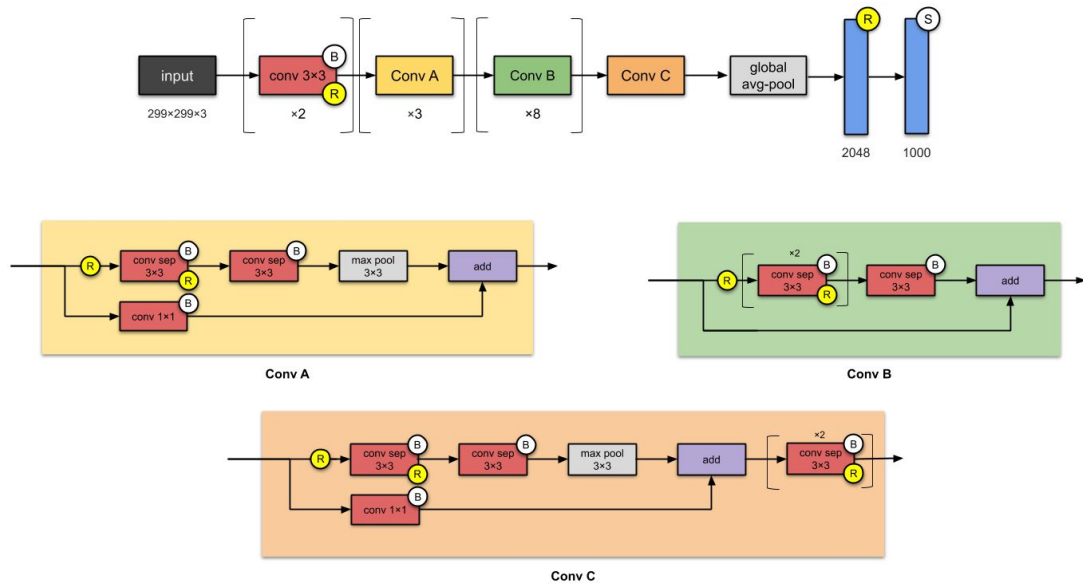 B
R
S
input
conv 3×3
Conv A
Conv B
Conv C
global
avg-pool
R
299×299×3
×2
×3
×8
2048
1000
R
conv sep
3×3
B
R
conv sep
3×3
B
max pool
3×3
add
conv 1×1
B
Conv A
R
×2
conv sep
3×3
B
R
conv sep
3×3
B
add
Conv B
R
conv sep
3×3
B
R
conv sep
3×3
B
max pool
3×3
add
×2
conv sep
3×3
B
R
conv 1×1
B
Conv C